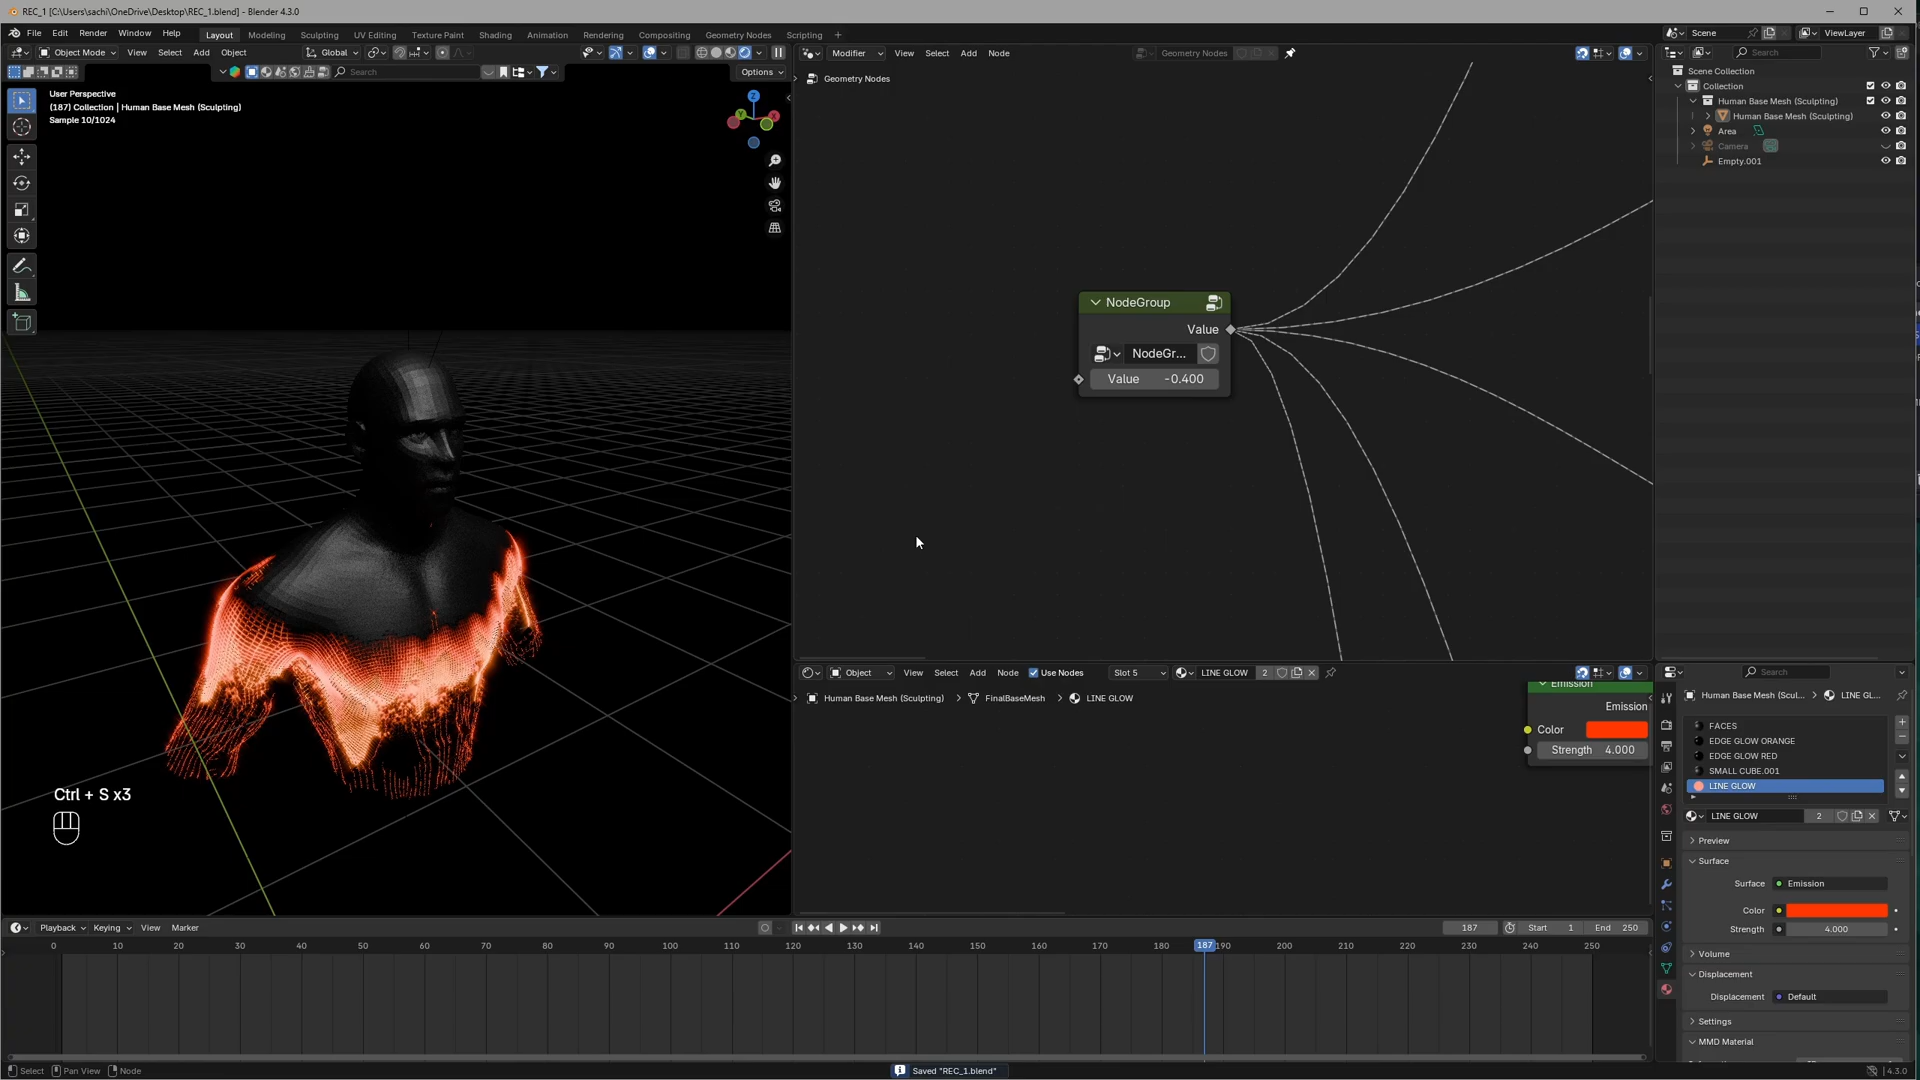 REC_1 [C:\Users\sachi\OneDrive\Desktop\REC_1.blend] - Blender 4.3.0
File Edit Render Window Help Layout Modeling Sculpting UV Editing Texture Paint Shading Animation Rendering Compositing Geometry Nodes Scripting + Scene ViewLayer
Object Mode View Select Add Object Global
Modifier View Select Add Node Geometry Nodes
Search
Search Options
User Perspective
(187) Collection | Human Base Mesh (Sculpting)
Sample 10/1024
Z
Y
X
Geometry Nodes
Scene Collection
Collection
Human Base Mesh (Sculpting)
Human Base Mesh (Sculpting)
Area
Camera
Empty.001
NodeGroup
Value
NodeGr...
Value -0.400
Ctrl + S x3
Object View Select Add Node Use Nodes Slot 5 LINE GLOW 2
Human Base Mesh (Sculpting) FinalBaseMesh LINE GLOW
Emission
Emission
Color
Strength 4.000
Search
Human Base Mesh (Scul... LINE GL...
FACES
EDGE GLOW ORANGE
EDGE GLOW RED
SMALL CUBE.001
LINE GLOW
LINE GLOW 2
Preview
Surface
Surface Emission
Color
Strength 4.000
Volume
Displacement
Displacement Default
Settings
MMD Material
Playback Keying View Marker 187 Start 1 End 250
0 10 20 30 40 50 60 70 80 90 100 110 120 130 140 150 160 170 180 187 190 200 210 220 230 240 250
Select Pan View Node Saved "REC_1.blend" 4.3.0